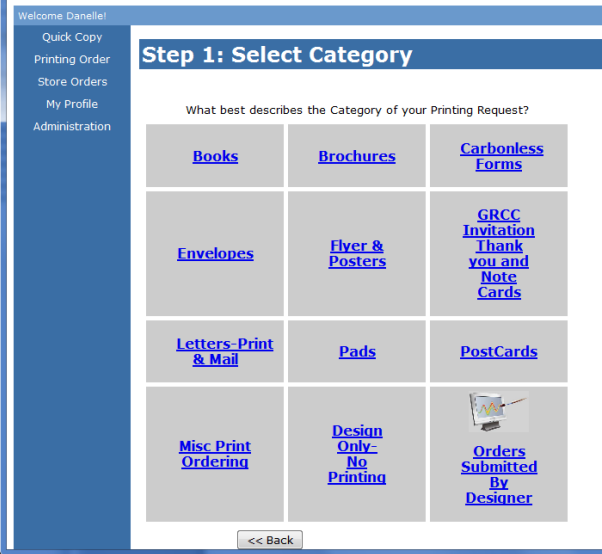 Welcome Danelle!
Quick Copy
Printing Order
Store Orders
My Profile
Administration
Step 1: Select Category
What best describes the Category of your Printing Request?
Books
Brochures
Carbonless
Forms
Envelopes
Flyer &
Posters
GRCC
Invitation
Thank
you and
Note
Cards
Letters-Print
& Mail
Pads
PostCards
Misc Print
Ordering
Design
Only-
No
Printing
Orders
Submitted
By
Designer
<< Back